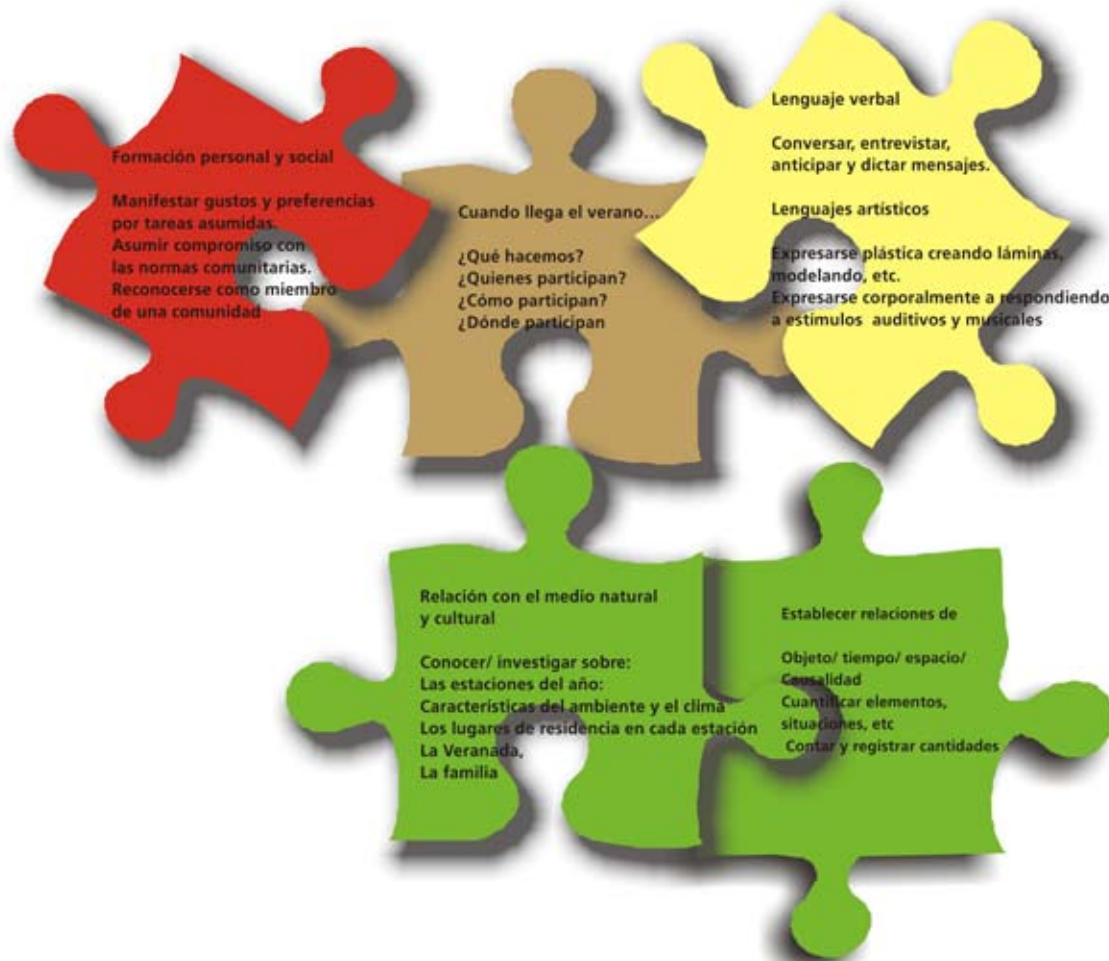 Formación personal y social
Manifestar gustos y preferencias
por tareas asumidas.
Asumir compromiso con
las normas comunitarias.
Reconocerse como miembro
de una comunidad
Cuando llega el verano...
¿Qué hacemos?
¿Quienes participan?
¿Cómo participan?
¿Dónde participan
Lenguaje verbal
Conversar, entrevistar,
anticipar y dictar mensajes.
Lenguajes artísticos
Expresarse plástica creando láminas,
modelando, etc.
Expresarse corporalmente a respondiendo
a estímulos auditivos y musicales
Relación con el medio natural
y cultural
Conocer/ investigar sobre:
Las estaciones del año:
Características del ambiente y el clima
Los lugares de residencia en cada estación
La Veranada,
La familia
Establecer relaciones de
Objeto/ tiempo/ espacio/
Causalidad
Cuantificar elementos,
situaciones, etc
Contar y registrar cantidades